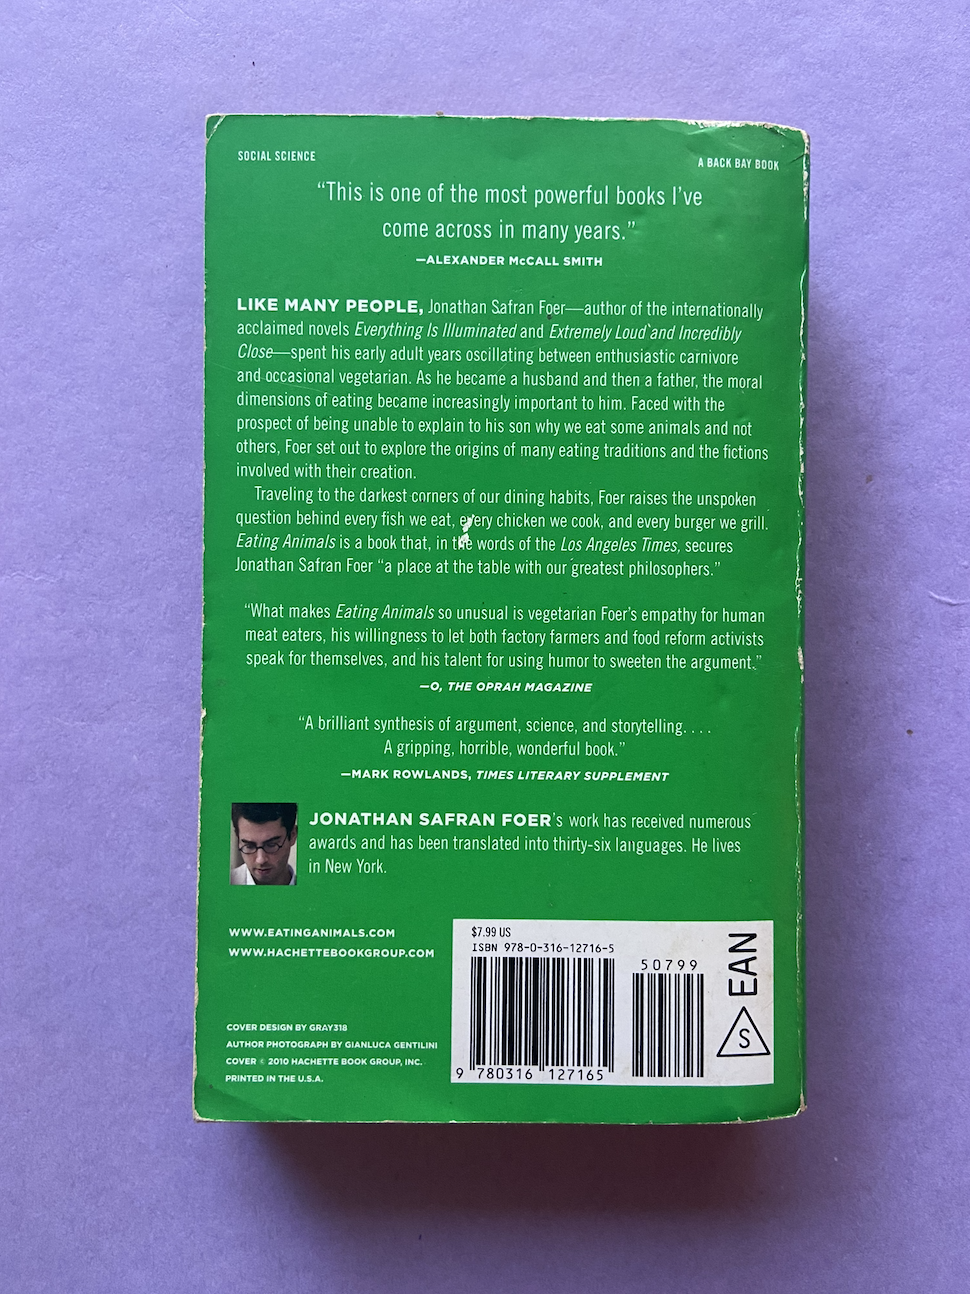 SOCIAL SCIENCE
A BACK BAY BOOK
“This is one of the most powerful books I’ve
come across in many years.”
—ALEXANDER McCALL SMITH
LIKE MANY PEOPLE, Jonathan Safran Foer—author of the internationally
acclaimed novels Everything Is Illuminated and Extremely Loud and Incredibly
Close—spent his early adult years oscillating between enthusiastic carnivore
and occasional vegetarian. As he became a husband and then a father, the moral
dimensions of eating became increasingly important to him. Faced with the
prospect of being unable to explain to his son why we eat some animals and not
others, Foer set out to explore the origins of many eating traditions and the fictions
involved with their creation.
Traveling to the darkest corners of our dining habits, Foer raises the unspoken
question behind every fish we eat, every chicken we cook, and every burger we grill.
Eating Animals is a book that, in the words of the Los Angeles Times, secures
Jonathan Safran Foer “a place at the table with our greatest philosophers.”
“What makes Eating Animals so unusual is vegetarian Foer’s empathy for human
meat eaters, his willingness to let both factory farmers and food reform activists
speak for themselves, and his talent for using humor to sweeten the argument.”
—O, THE OPRAH MAGAZINE
“A brilliant synthesis of argument, science, and storytelling. . . .
A gripping, horrible, wonderful book.”
—MARK ROWLANDS, TIMES LITERARY SUPPLEMENT
JONATHAN SAFRAN FOER’s work has received numerous
awards and has been translated into thirty-six languages. He lives
in New York.
WWW.EATINGANIMALS.COM
WWW.HACHETTEBOOKGROUP.COM
COVER DESIGN BY GRAY318
AUTHOR PHOTOGRAPH BY GIANLUCA GENTILINI
COVER © 2010 HACHETTE BOOK GROUP, INC.
PRINTED IN THE U.S.A.
$7.99 US
ISBN 978-0-316-12716-5
50799
9 780316 127165
EAN
S